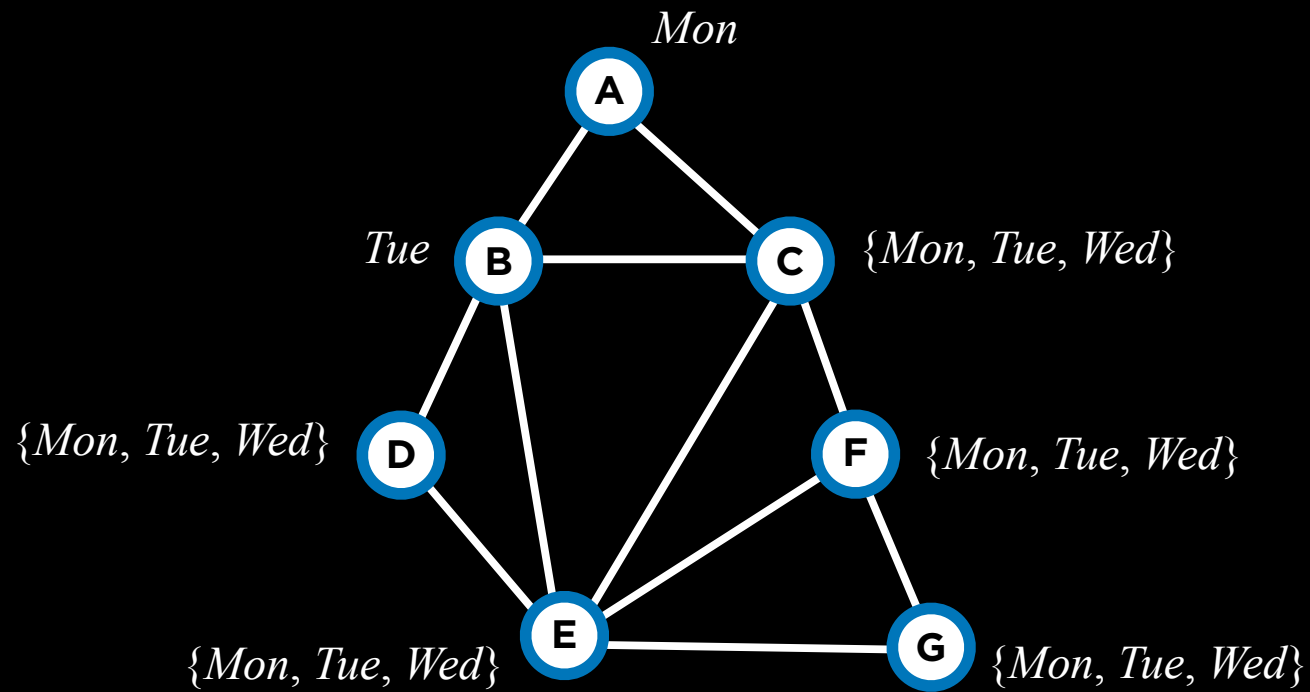 Mon
A
Tue B C {Mon, Tue, Wed}
{Mon, Tue, Wed} D F {Mon, Tue, Wed}
{Mon, Tue, Wed} E G {Mon, Tue, Wed}